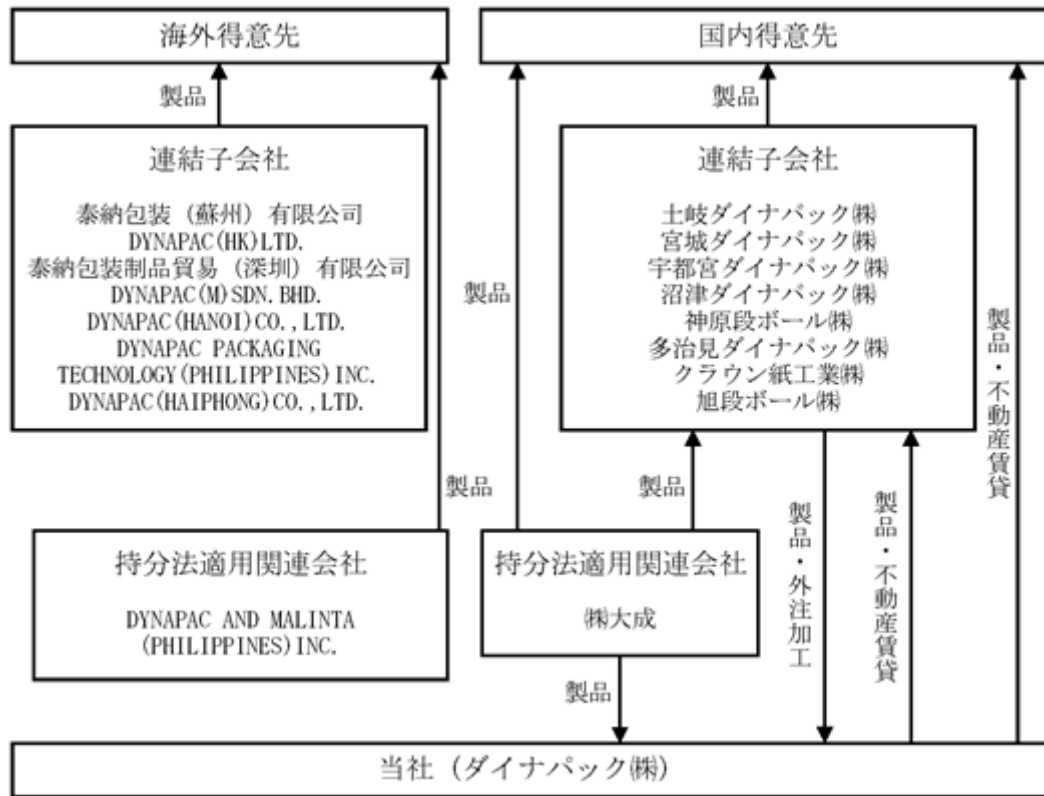 海外得意先
国内得意先
製品
製品
連結子会社
泰納包装（蘇州）有限公司
DYNAPAC(HK)LTD.
泰納包装制品貿易（深圳）有限公司
DYNAPAC(M)SDN.BHD.
DYNAPAC(HANOI)CO.,LTD.
DYNAPAC PACKAGING
TECHNOLOGY(PHILIPPINES)INC.
DYNAPAC(HAIPHONG)CO.,LTD.
製品
連結子会社
土岐ダイナパック㈱
宮城ダイナパック㈱
宇都宮ダイナパック㈱
沼津ダイナパック㈱
神原段ボール㈱
多治見ダイナパック㈱
クラウン紙工業㈱
旭段ボール㈱
製品・不動産賃貸
製品
製品
製品・外注加工
製品・不動産賃貸
持分法適用関連会社
DYNAPAC AND MALINTA
(PHILIPPINES)INC.
持分法適用関連会社
㈱大成
製品
当社（ダイナパック㈱）